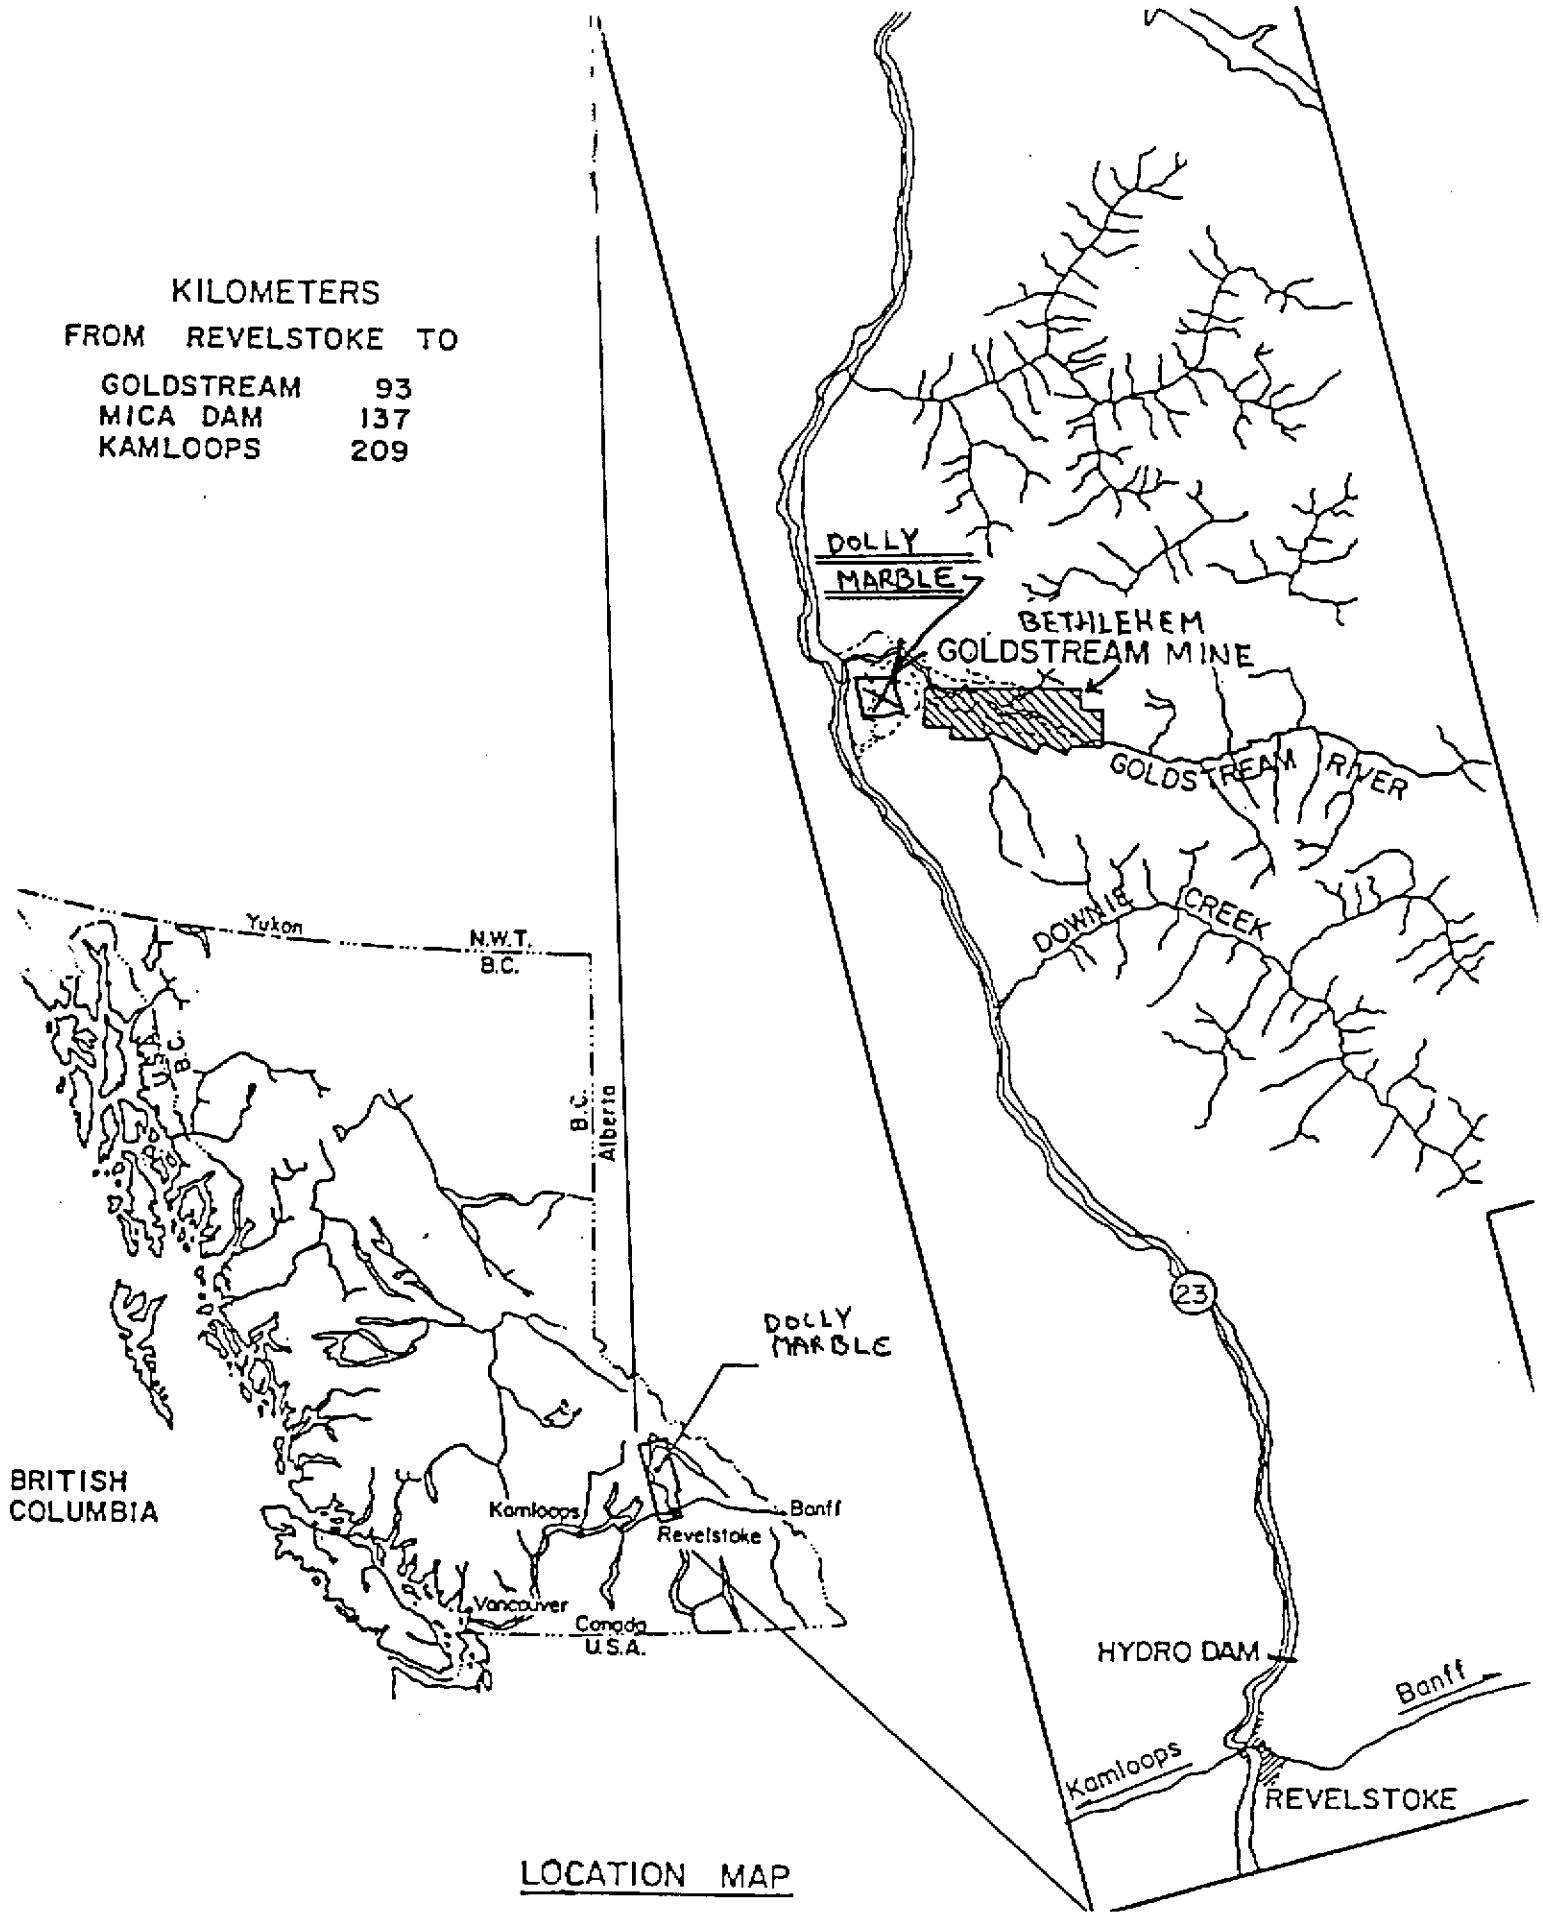 KILOMETERS
FROM REVELSTOKE TO
GOLDSTREAM 93
MICA DAM 137
KAMLOOPS 209
DOLLY
MARBLE
BETHLEHEM
GOLDSTREAM MINE
GOLDSTREAM RIVER
DOWNIE CREEK
Yukon
N.W.T.
B.C.
U.S.A.
B.C.
B.C.
Alberta
23
DOLLY
MARBLE
BRITISH
COLUMBIA
Kamloops
Banff
Revelstoke
Vancouver
Canada
U.S.A.
HYDRO DAM
Banff
Kamloops
REVELSTOKE
LOCATION MAP